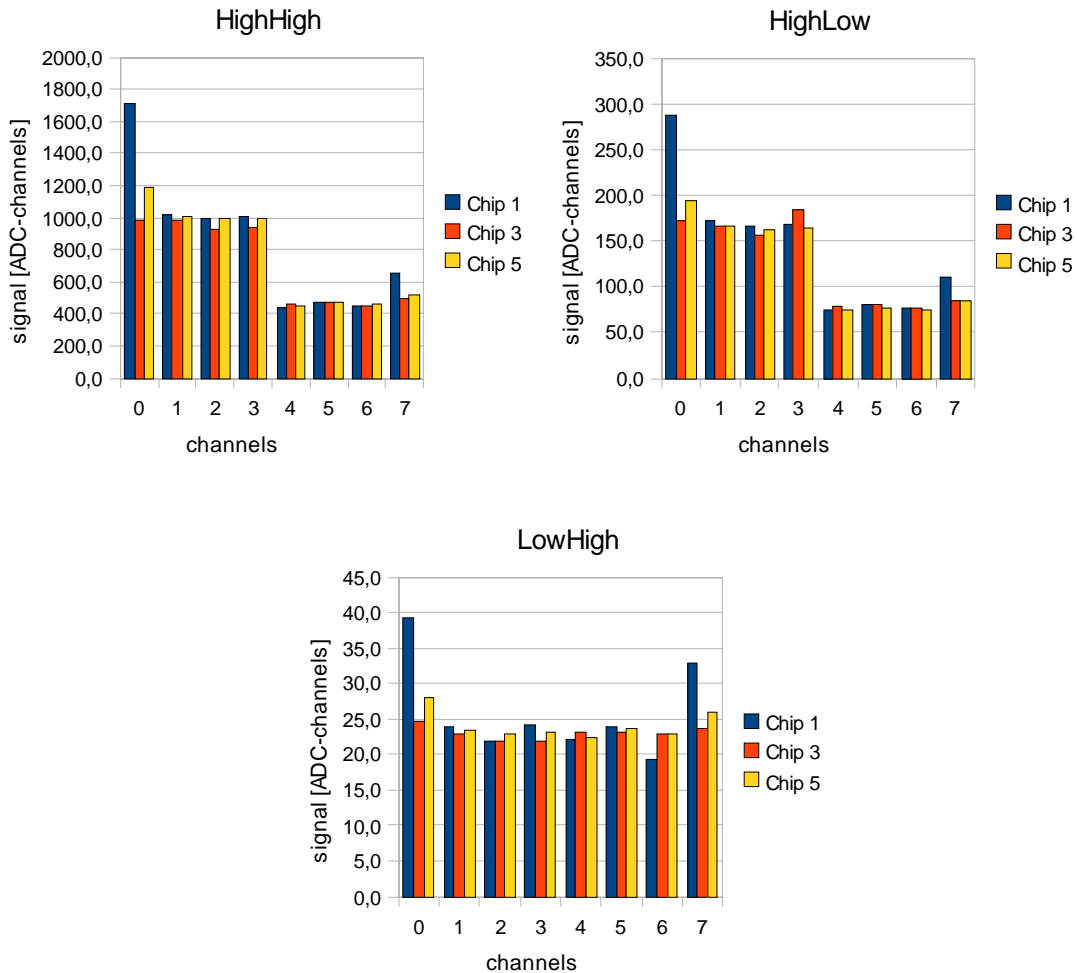 HighHigh
signal [ADC-channels]
2000,0
1800,0
1600,0
1400,0
1200,0
1000,0
800,0
600,0
400,0
200,0
0,0
0 1 2 3 4 5 6 7
channels
Chip 1
Chip 3
Chip 5
HighLow
signal [ADC-channels]
350,0
300,0
250,0
200,0
150,0
100,0
50,0
0,0
0 1 2 3 4 5 6 7
channels
Chip 1
Chip 3
Chip 5
LowHigh
signal [ADC-channels]
45,0
40,0
35,0
30,0
25,0
20,0
15,0
10,0
5,0
0,0
0 1 2 3 4 5 6 7
channels
Chip 1
Chip 3
Chip 5